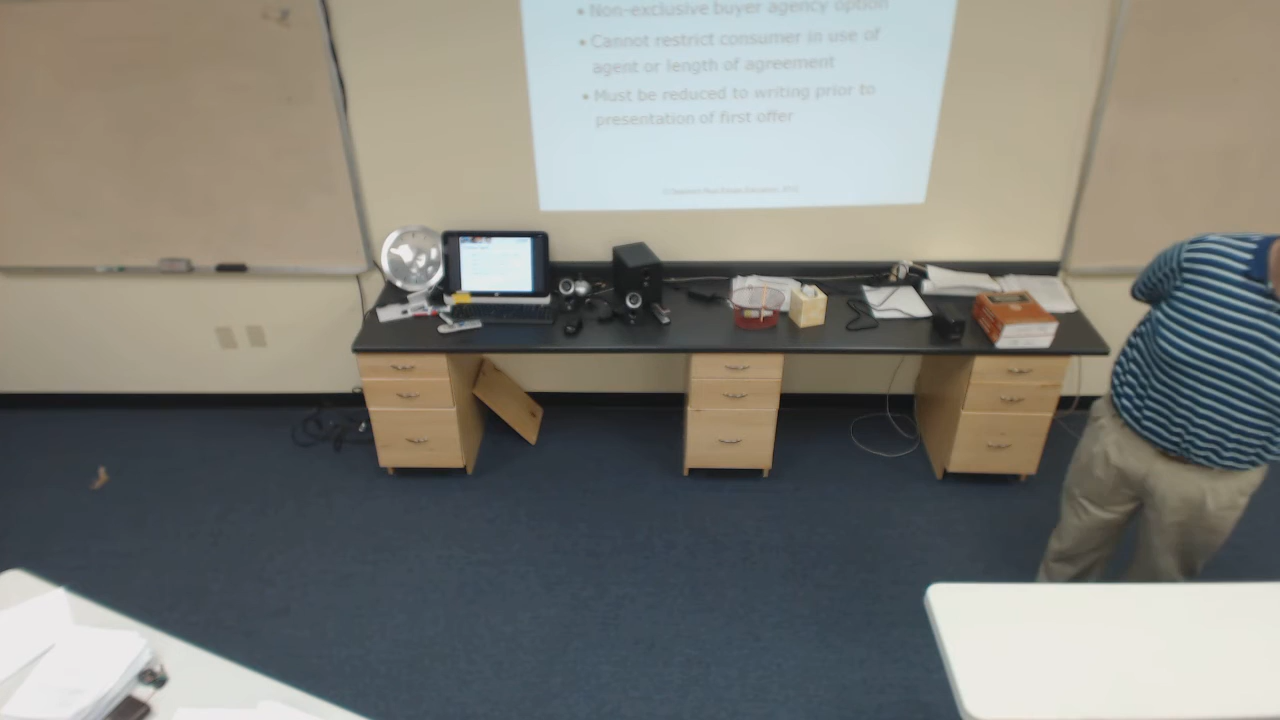 • Non-exclusive buyer agency option
• Cannot restrict consumer in use of
agent or length of agreement
• Must be reduced to writing prior to
presentation of first offer